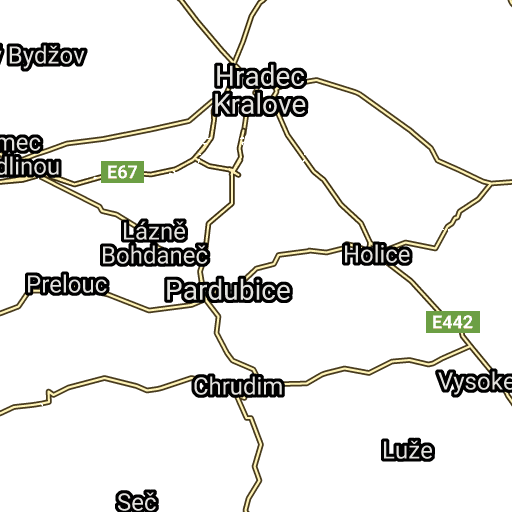 ý Bydžov
Hradec
Kralove
mec
dlinou
E67
Lázně
Bohdaneč
Holice
Prelouc
Pardubice
E442
Chrudim
Vysoke
Luže
Seč